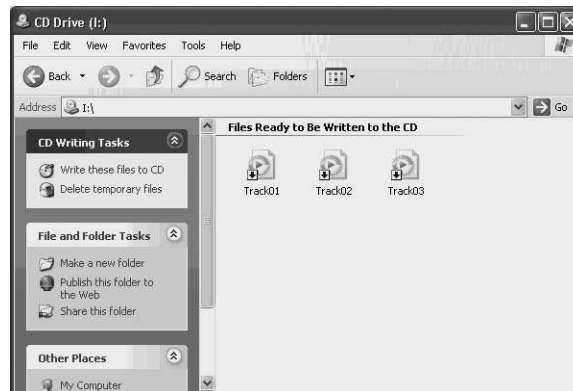 CD Drive (I:)
File Edit View Favorites Tools Help
Back Search Folders
Address I:\ Go
CD Writing Tasks
Write these files to CD
Delete temporary files
File and Folder Tasks
Make a new folder
Publish this folder to
the Web
Share this folder
Other Places
My Computer
Files Ready to Be Written to the CD
Track01 Track02 Track03